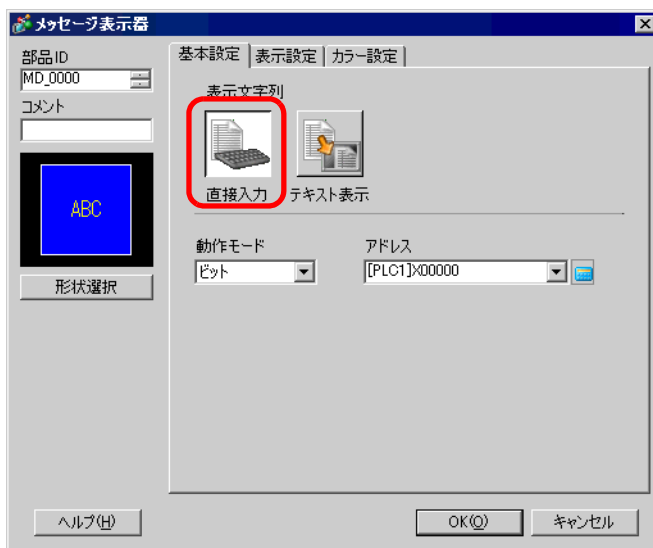 メッセージ表示器
部品ID
MD_0000
コメント
ABC
形状選択
基本設定 表示設定 カラー設定
表示文字列
直接入力 テキスト表示
動作モード アドレス
ビット [PLC1]X00000
ヘルプ(H) OK(O) キャンセル